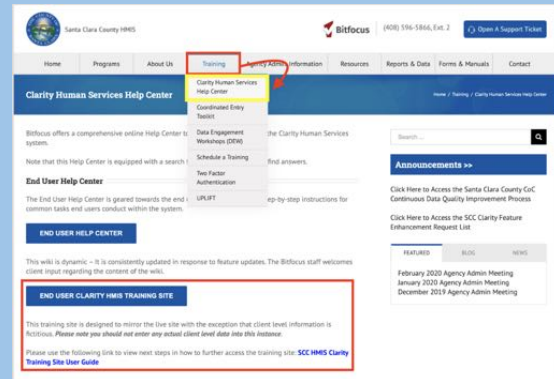 Santa Clara County HMIS
Bitfocus
(408) 596-5866, Ext. 2
Open A Support Ticket
Home
Programs
About Us
Training
Agency Admin Information
Resources
Reports & Data
Forms & Manuals
Contact
Clarity Human Services Help Center
Home / Training / Clarity Human Services Help Center
Clarity Human Services
Help Center
Coordinated Entry
Toolkit
Data Engagement
Workshops (DEW)
Schedule a Training
Two Factor
Authentication
UPLIFT
Bitfocus offers a comprehensive online Help Center to
the Clarity Human Services
system.
Note that this Help Center is equipped with a search
find answers.
End User Help Center
The End User Help Center is geared towards the end
ep-by-step instructions for
common tasks end users conduct within the system.
END USER HELP CENTER
This wiki is dynamic – It is consistently updated in response to feature updates. The Bitfocus staff welcomes
client input regarding the content of the wiki.
END USER CLARITY HMIS TRAINING SITE
This training site is designed to mirror the live site with the exception that client level information is
fictitious. Please note you should not enter any actual client level data into this instance.
Please use the following link to view next steps in how to further access the training site: SCC HMIS Clarity
Training Site User Guide
Search ...
Announcements >>
Click Here to Access the Santa Clara County CoC
Continuous Data Quality Improvement Process
Click Here to Access the SCC Clarity Feature
Enhancement Request List
FEATURED
BLOG
NEWS
February 2020 Agency Admin Meeting
January 2020 Agency Admin Meeting
December 2019 Agency Admin Meeting